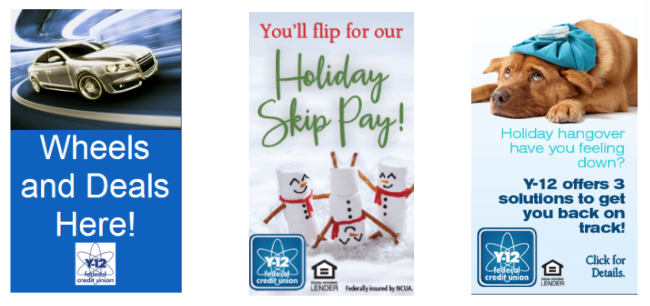 Wheels
and Deals
Here!
Y-12
federal
credit union
You'll flip for our
Holiday
Skip Pay!
Y-12
federal
credit union
EQUAL HOUSING
LENDER
Federally insured by NCUA.
Holiday hangover
have you feeling
down?
Y-12 offers 3
solutions to get
you back on
track!
Y-12
federal
credit union
EQUAL HOUSING
LENDER
Click for
Details.